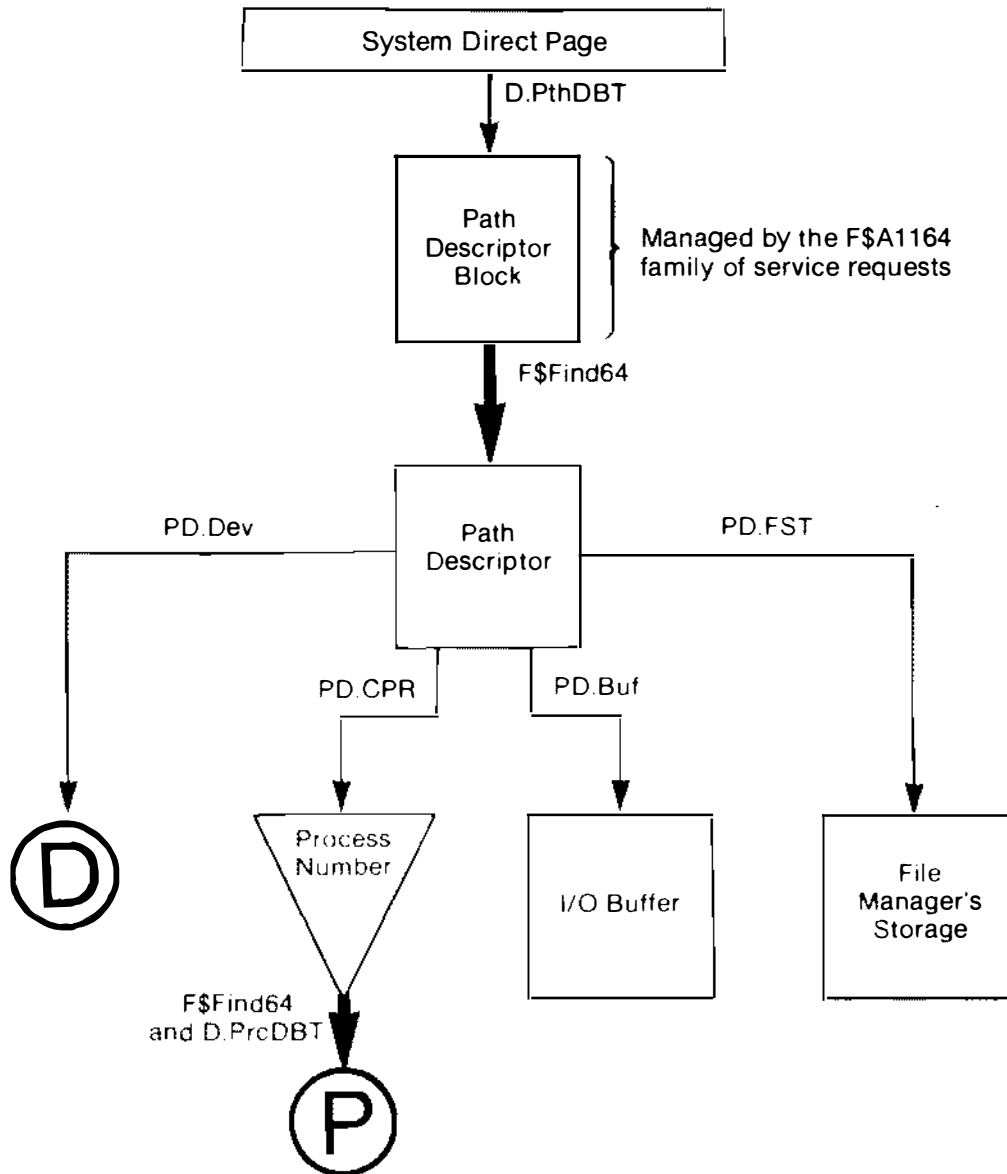 System Direct Page
D.PthDBT
Path
Descriptor
Block
Managed by the F$A1164
family of service requests
F$Find64
PD.Dev
Path
Descriptor
PD.FST
PD.CPR
PD.Buf
D
Process
Number
I/O Buffer
File
Manager's
Storage
F$Find64
and D.PrcDBT
P